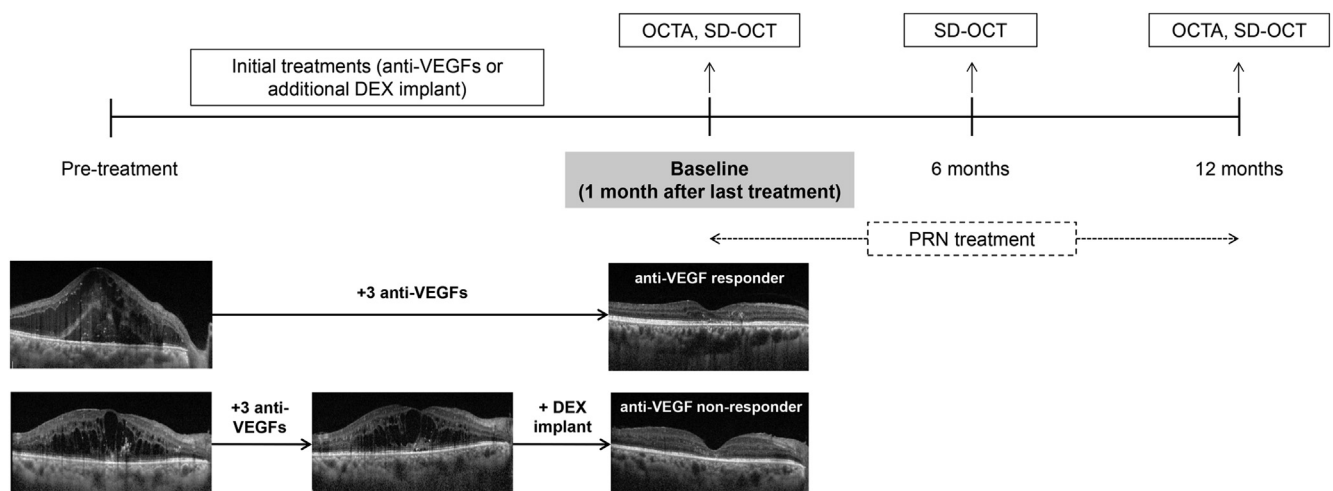 OCTA, SD-OCT
SD-OCT
OCTA, SD-OCT
Initial treatments (anti-VEGFs or
additional DEX implant)
Pre-treatment
Baseline
(1 month after last treatment)
6 months
12 months
PRN treatment
+3 anti-VEGFs
anti-VEGF responder
+3 anti-
VEGFs
+ DEX
implant
anti-VEGF non-responder